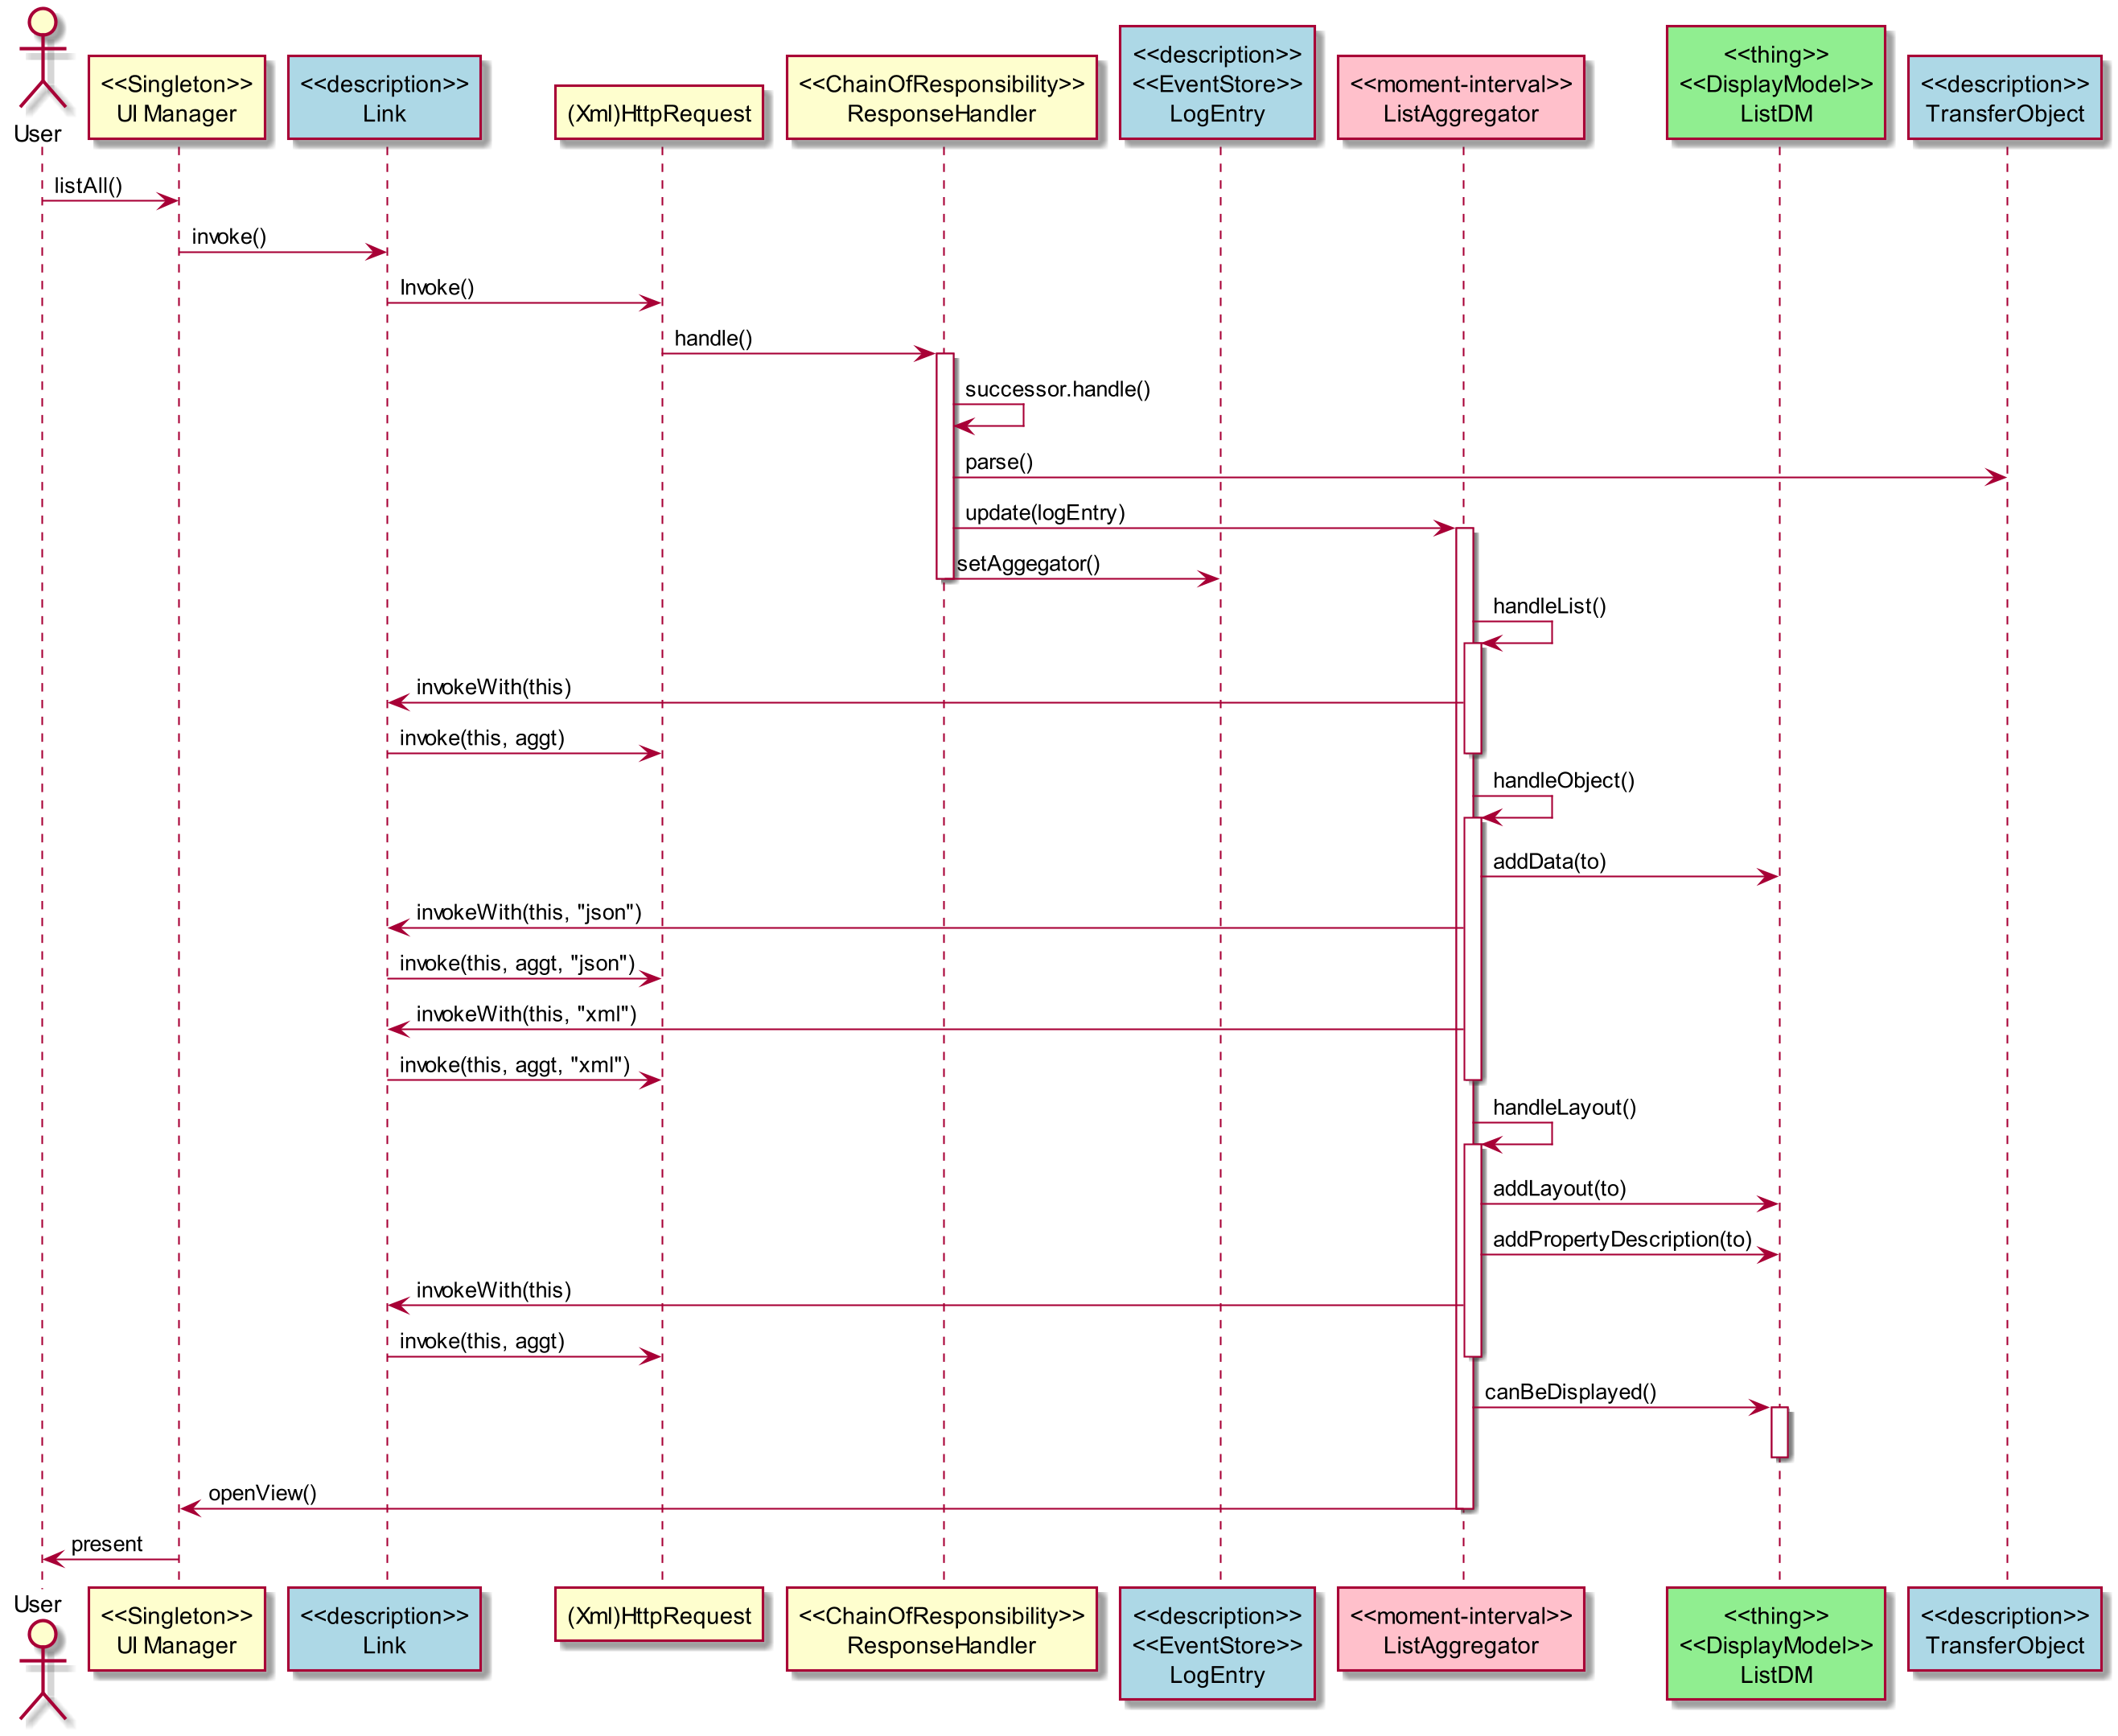 User
<<Singleton>>
UI Manager
<<description>>
Link
(Xml)HttpRequest
<<ChainOfResponsibility>>
ResponseHandler
<<description>>
<<EventStore>>
LogEntry
<<moment-interval>>
ListAggregator
<<thing>>
<<DisplayModel>>
ListDM
<<description>>
TransferObject
listAll()
invoke()
Invoke()
handle()
successor.handle()
parse()
update(logEntry)
setAggegator()
handleList()
invokeWith(this)
invoke(this, aggt)
handleObject()
addData(to)
invokeWith(this, "json")
invoke(this, aggt, "json")
invokeWith(this, "xml")
invoke(this, aggt, "xml")
handleLayout()
addLayout(to)
addPropertyDescription(to)
invokeWith(this)
invoke(this, aggt)
canBeDisplayed()
openView()
present
User
<<Singleton>>
UI Manager
<<description>>
Link
(Xml)HttpRequest
<<ChainOfResponsibility>>
ResponseHandler
<<description>>
<<EventStore>>
LogEntry
<<moment-interval>>
ListAggregator
<<thing>>
<<DisplayModel>>
ListDM
<<description>>
TransferObject